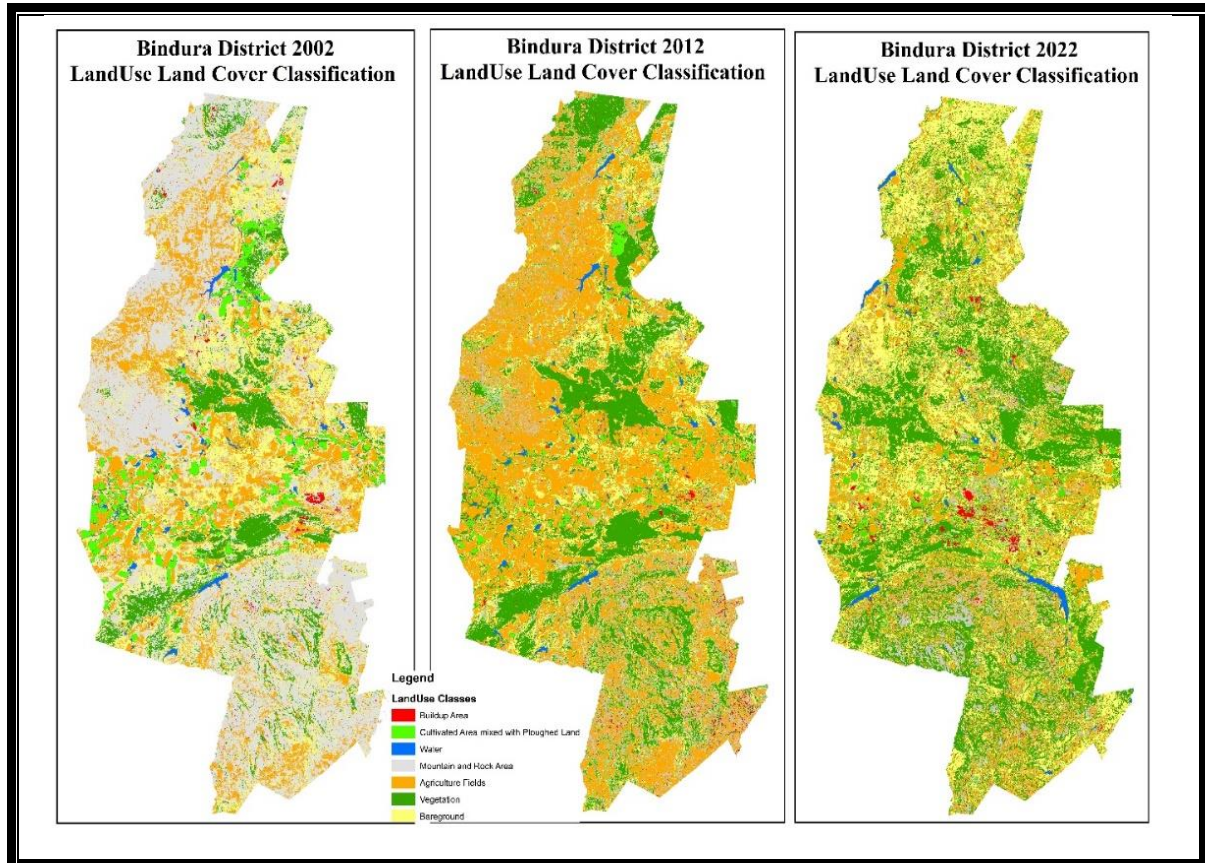 Bindura District 2002
LandUse Land Cover Classification
Bindura District 2012
LandUse Land Cover Classification
Bindura District 2022
LandUse Land Cover Classification
Legend
LandUse Classes
Buildup Area
Cultivated Area mixed with Ploughed Land
Water
Mountain and Rock Area
Agriculture Fields
Vegetation
Bareground